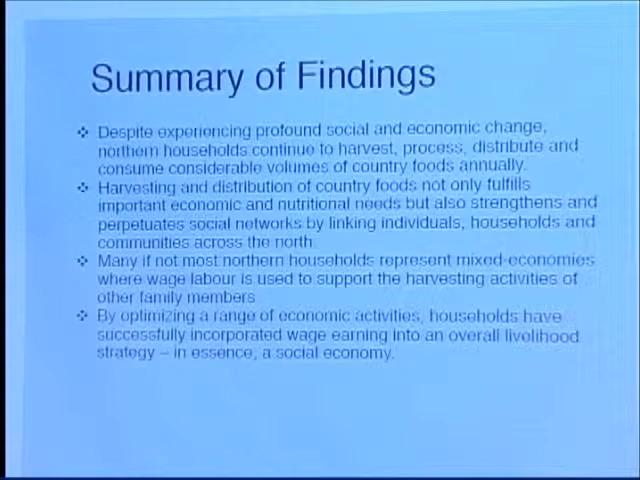 Summary of Findings
❖ Despite experiencing profound social and economic change,
northern households continue to harvest, process, distribute and
consume considerable volumes of country foods annually.
❖ Harvesting and distribution of country foods not only fulfills
important economic and nutritional needs but also strengthens and
perpetuates social networks by linking individuals, households and
communities across the north.
❖ Many if not most northern households represent mixed-economies
where wage labour is used to support the harvesting activities of
other family members
❖ By optimizing a range of economic activities, households have
successfully incorporated wage earning into an overall livelihood
strategy – in essence, a social economy.